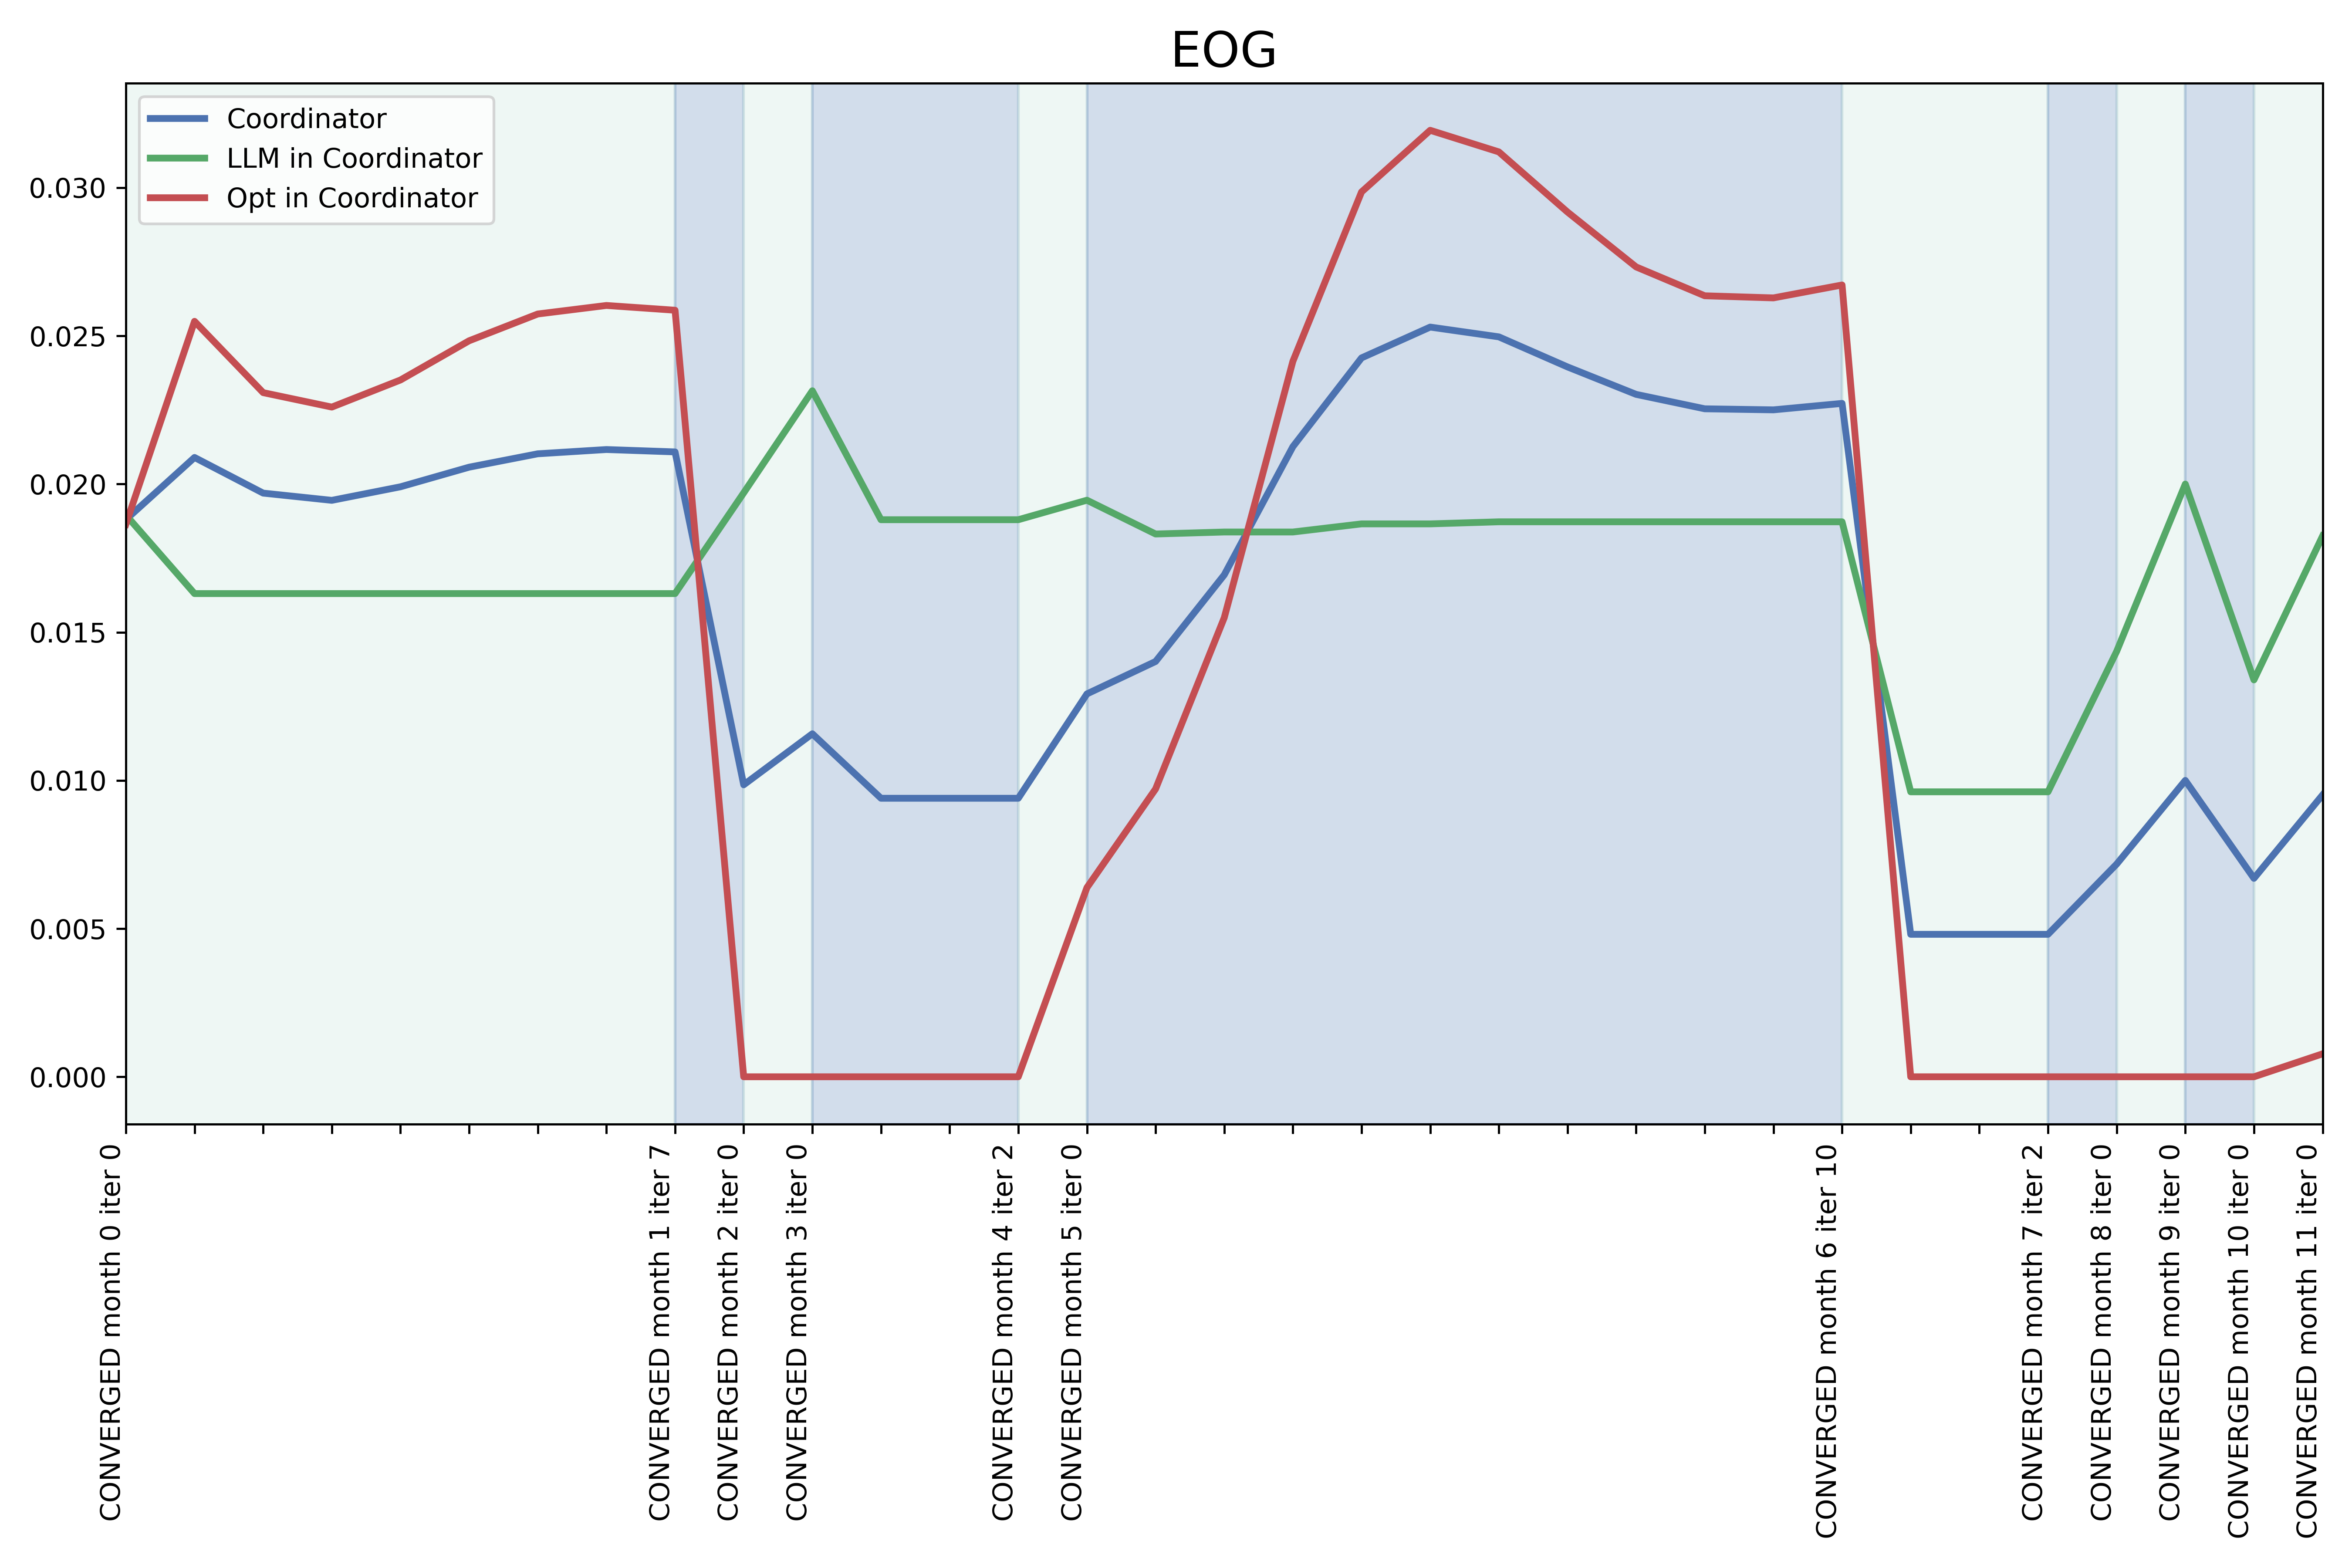 EOG
Coordinator
LLM in Coordinator
Opt in Coordinator
0.030
0.025
0.020
0.015
0.010
0.005
0.000
CONVERGED month 0 iter 0
CONVERGED month 1 iter 7
CONVERGED month 2 iter 0
CONVERGED month 3 iter 0
CONVERGED month 4 iter 2
CONVERGED month 5 iter 0
CONVERGED month 6 iter 10
CONVERGED month 7 iter 2
CONVERGED month 8 iter 0
CONVERGED month 9 iter 0
CONVERGED month 10 iter 0
CONVERGED month 11 iter 0